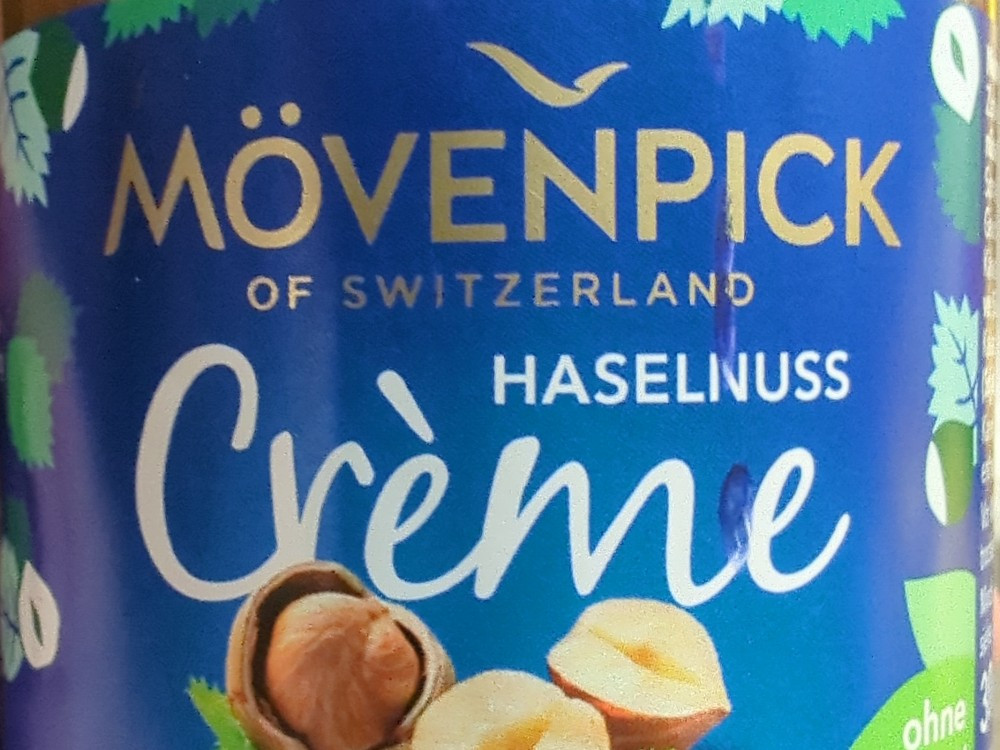 MÖVENPICK
OF SWITZERLAND
HASELNUSS
Crème
ohne